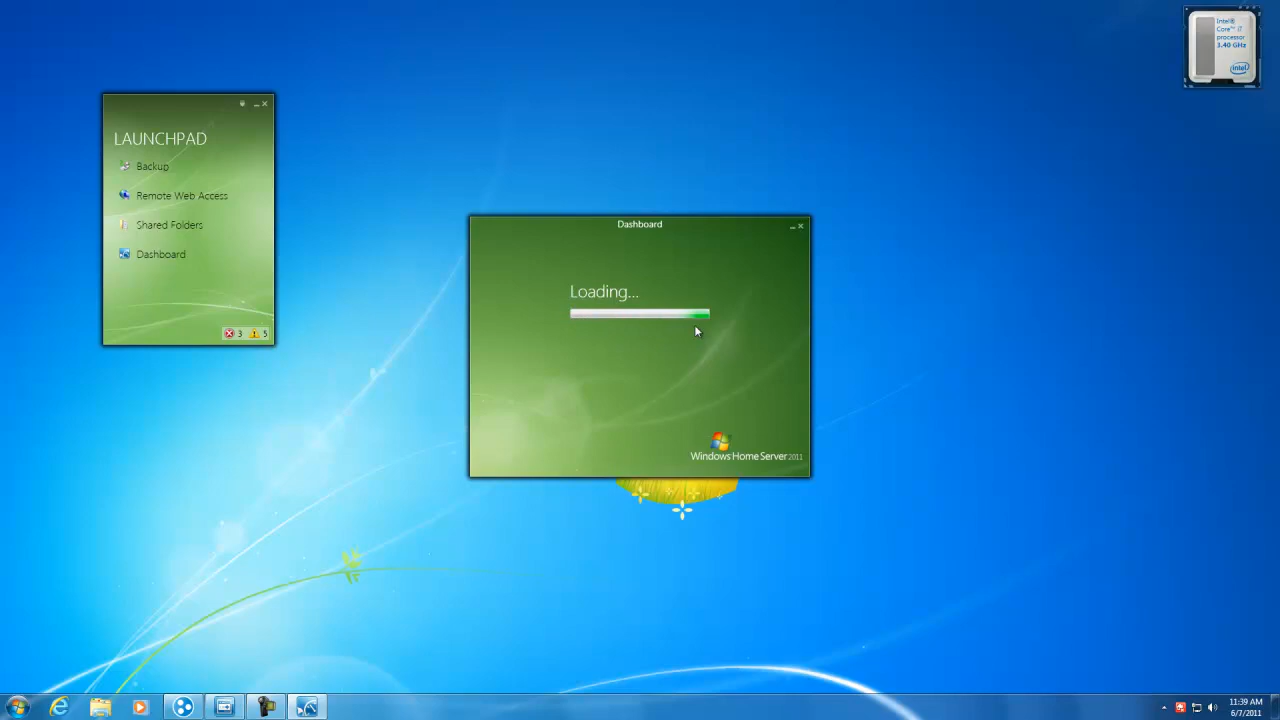 Intel®
Core™ i7
processor
3.40 GHz
intel
LAUNCHPAD
Backup
Remote Web Access
Shared Folders
Dashboard
3 5
Dashboard
Loading...
Windows Home Server 2011
11:39 AM
6/7/2011